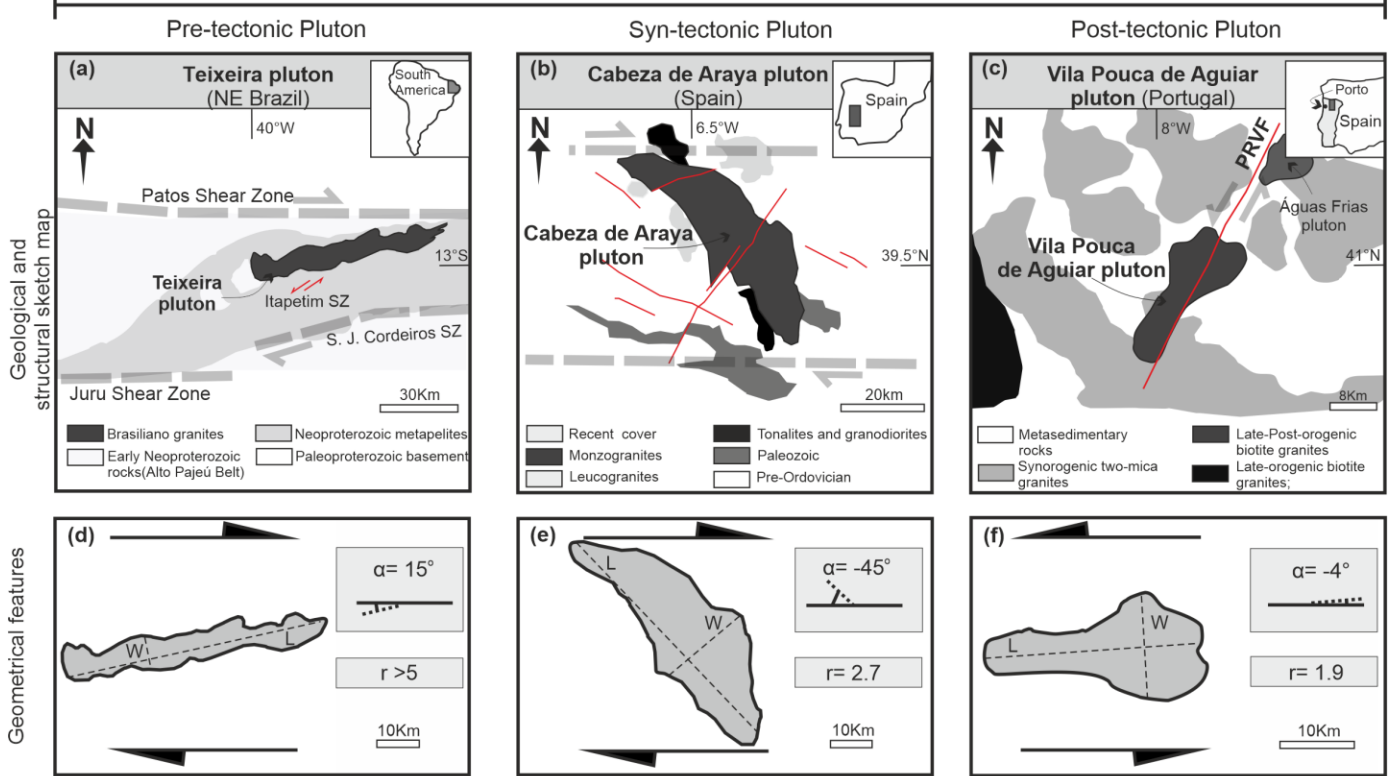 Pre-tectonic Pluton
Syn-tectonic Pluton
Post-tectonic Pluton
Geological and
structural sketch map
(a)
Teixeira pluton
(NE Brazil)
South
America
40°W
N
Patos Shear Zone
13°S
Teixeira
pluton
Itapetim SZ
S. J. Cordeiros SZ
Juru Shear Zone
30Km
Brasiliano granites
Neoproterozoic metapelites
Early Neoproterozoic
rocks(Alto Pajeú Belt)
Paleoproterozoic basement
(b)
Cabeza de Araya pluton
(Spain)
Spain
6.5°W
N
Cabeza de Araya
pluton
39.5°N
20km
Recent cover
Tonalites and granodiorites
Monzogranites
Paleozoic
Leucogranites
Pre-Ordovician
(c)
Vila Pouca de Aguiar
pluton (Portugal)
Porto
Spain
8°W
N
PRVF
Águas Frias
pluton
Vila Pouca
de Aguiar pluton
41°N
8Km
Metasedimentary
rocks
Late-Post-orogenic
biotite granites
Synorogenic two-mica
granites
Late-orogenic biotite
granites;
Geometrical features
(d)
α= 15°
W
L
r >5
10Km
(e)
L
α= -45°
W
r= 2.7
10Km
(f)
α= -4°
W
L
r= 1.9
10Km